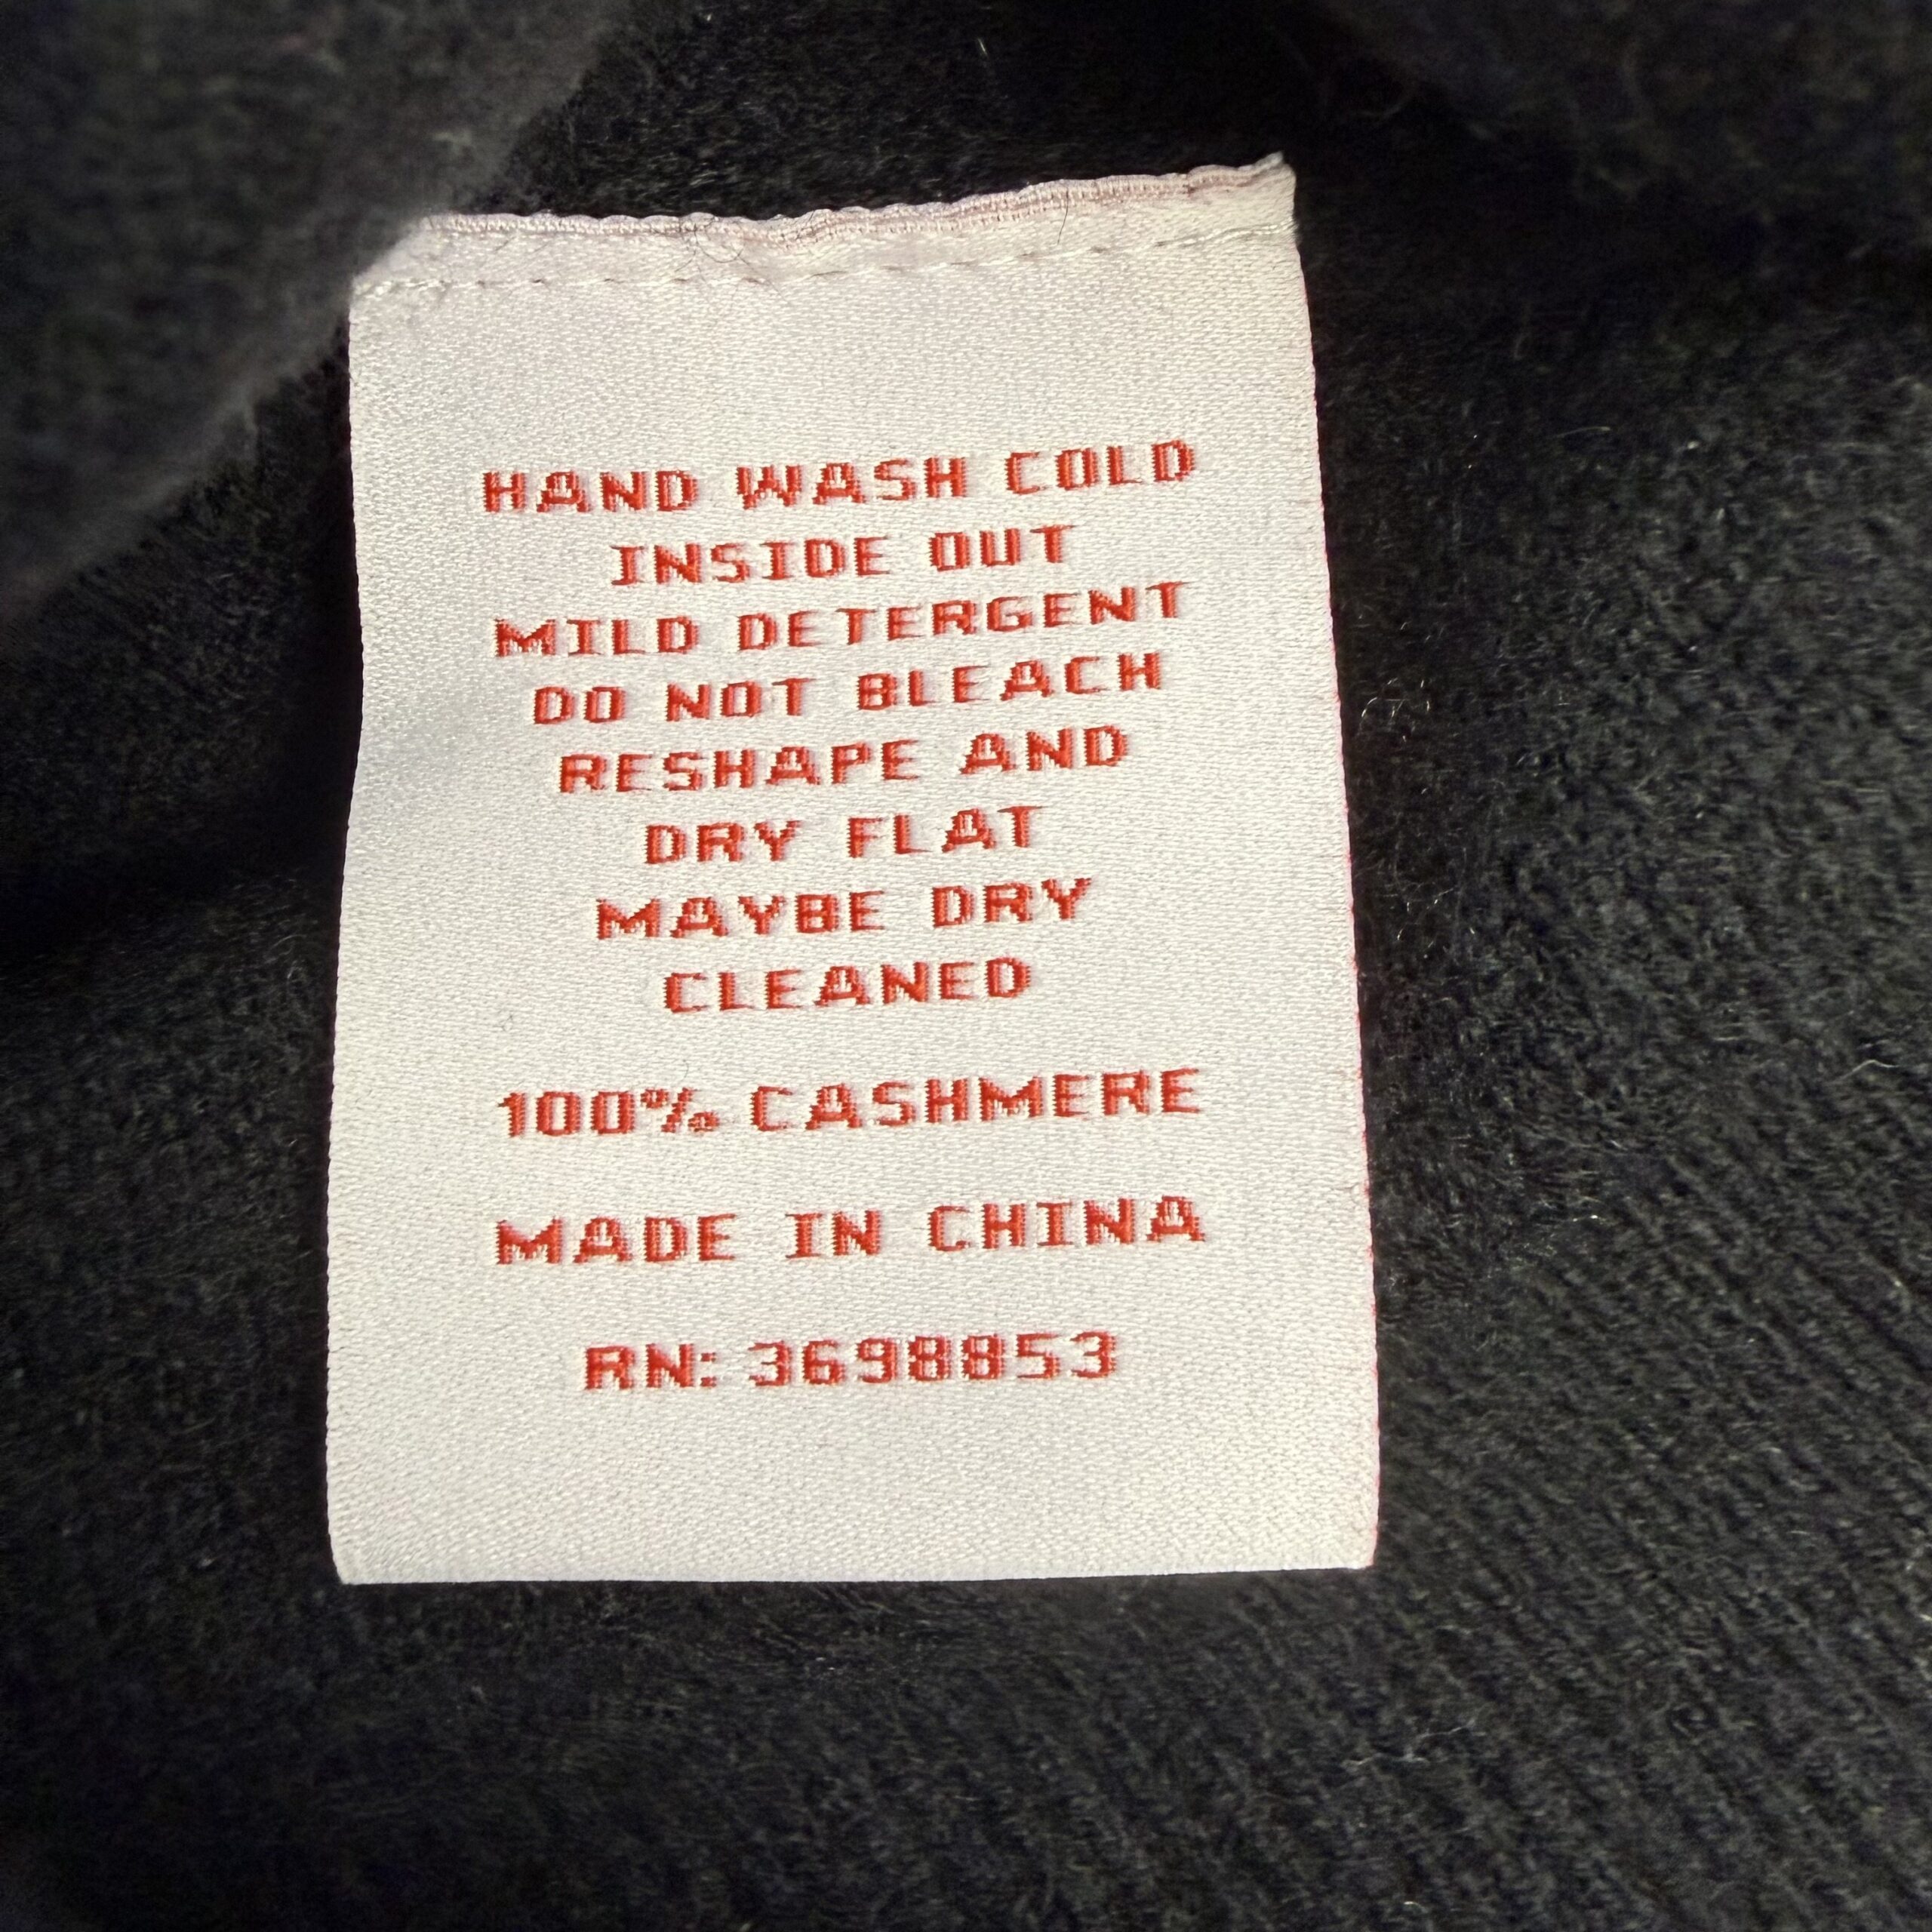 HAND WASH COLD
INSIDE OUT
MILD DETERGENT
DO NOT BLEACH
RESHAPE AND
DRY FLAT
MAYBE DRY
CLEANED
100% CASHMERE
MADE IN CHINA
RN: 3698853